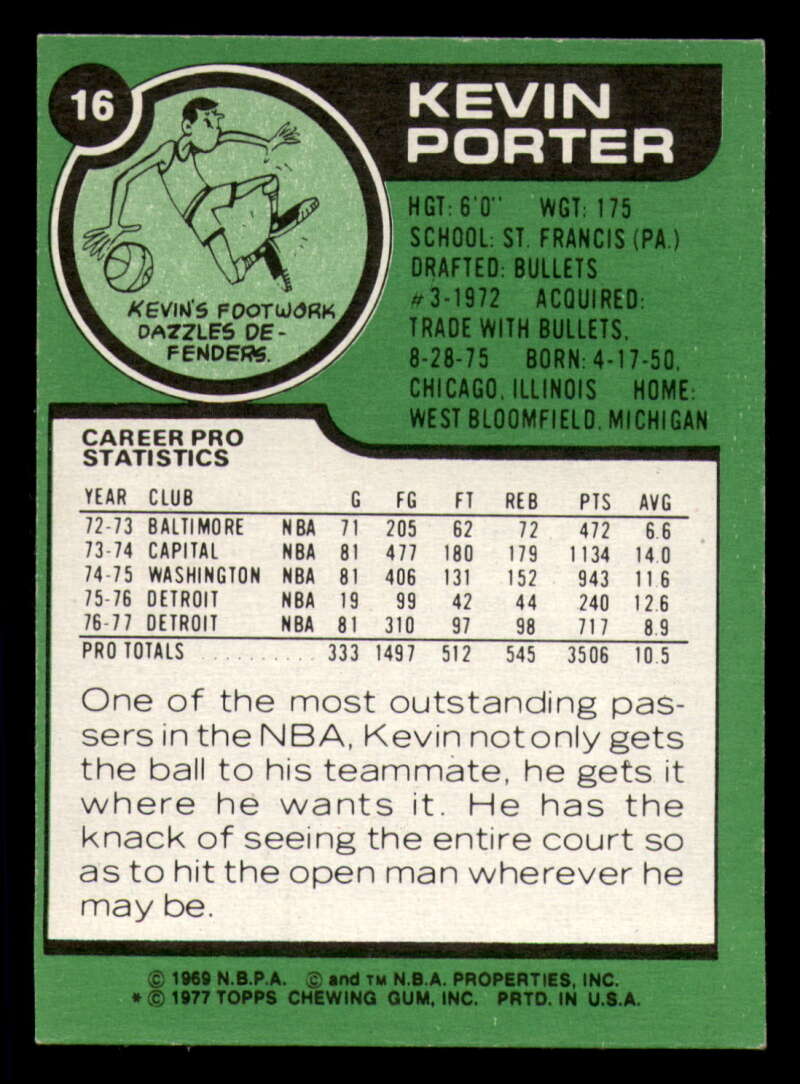 16
KEVIN
PORTER
HGT: 6'0" WGT: 175
SCHOOL: ST. FRANCIS (PA.)
DRAFTED: BULLETS
#3-1972 ACQUIRED:
TRADE WITH BULLETS,
8-28-75 BORN: 4-17-50,
CHICAGO, ILLINOIS HOME:
WEST BLOOMFIELD, MICHIGAN
KEVIN'S FOOTWORK
DAZZLES DE-
FENDERS.
CAREER PRO
STATISTICS
YEAR CLUB G FG FT REB PTS AVG
72-73 BALTIMORE NBA 71 205 62 72 472 6.6
73-74 CAPITAL NBA 81 477 180 179 1134 14.0
74-75 WASHINGTON NBA 81 406 131 152 943 11.6
75-76 DETROIT NBA 19 99 42 44 240 12.6
76-77 DETROIT NBA 81 310 97 98 717 8.9
PRO TOTALS .......... 333 1497 512 545 3506 10.5
One of the most outstanding pas-
sers in the NBA, Kevin not only gets
the ball to his teammate, he gets it
where he wants it. He has the
knack of seeing the entire court so
as to hit the open man wherever he
may be.
© 1969 N.B.P.A. © and TM N.B.A. PROPERTIES, INC.
* © 1977 TOPPS CHEWING GUM, INC. PRTD. IN U.S.A.